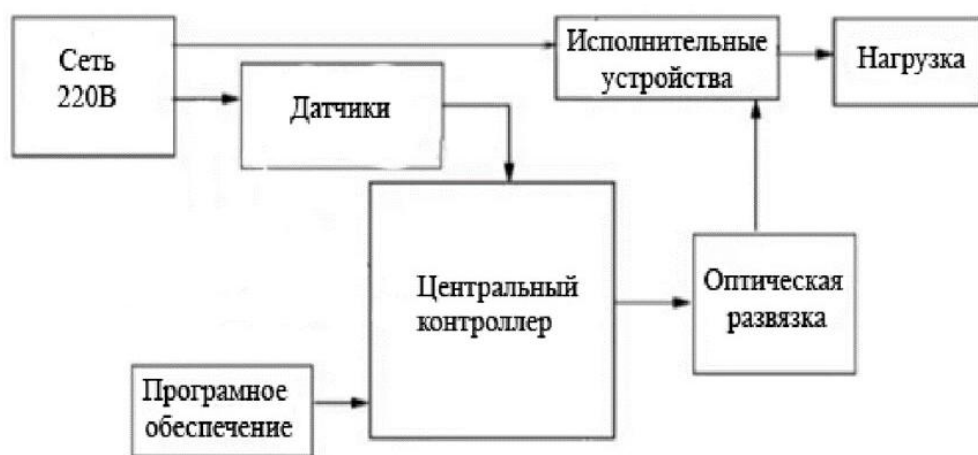 Сеть
220В
Исполнительные
устройства
Нагрузка
Датчики
Центральный
контроллер
Оптическая
развязка
Програмное
обеспечение